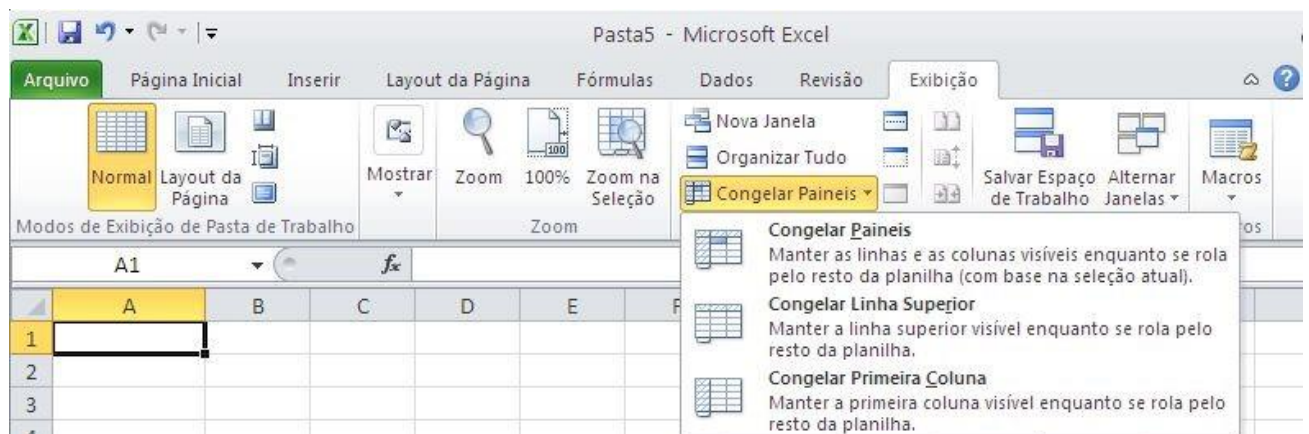 Pasta5 - Microsoft Excel
Arquivo Página Inicial Inserir Layout da Página Fórmulas Dados Revisão Exibição
Normal
Layout da
Página
Mostrar
Zoom
100%
Zoom na
Seleção
Nova Janela
Organizar Tudo
Congelar Paineis
Salvar Espaço
de Trabalho
Alternar
Janelas
Macros
Modos de Exibição de Pasta de Trabalho
Zoom
A1
fx
A B C D E
1
2
3
Congelar Paineis
Manter as linhas e as colunas visíveis enquanto se rola
pelo resto da planilha (com base na seleção atual).
Congelar Linha Superior
Manter a linha superior visível enquanto se rola pelo
resto da planilha.
Congelar Primeira Coluna
Manter a primeira coluna visível enquanto se rola pelo
resto da planilha.